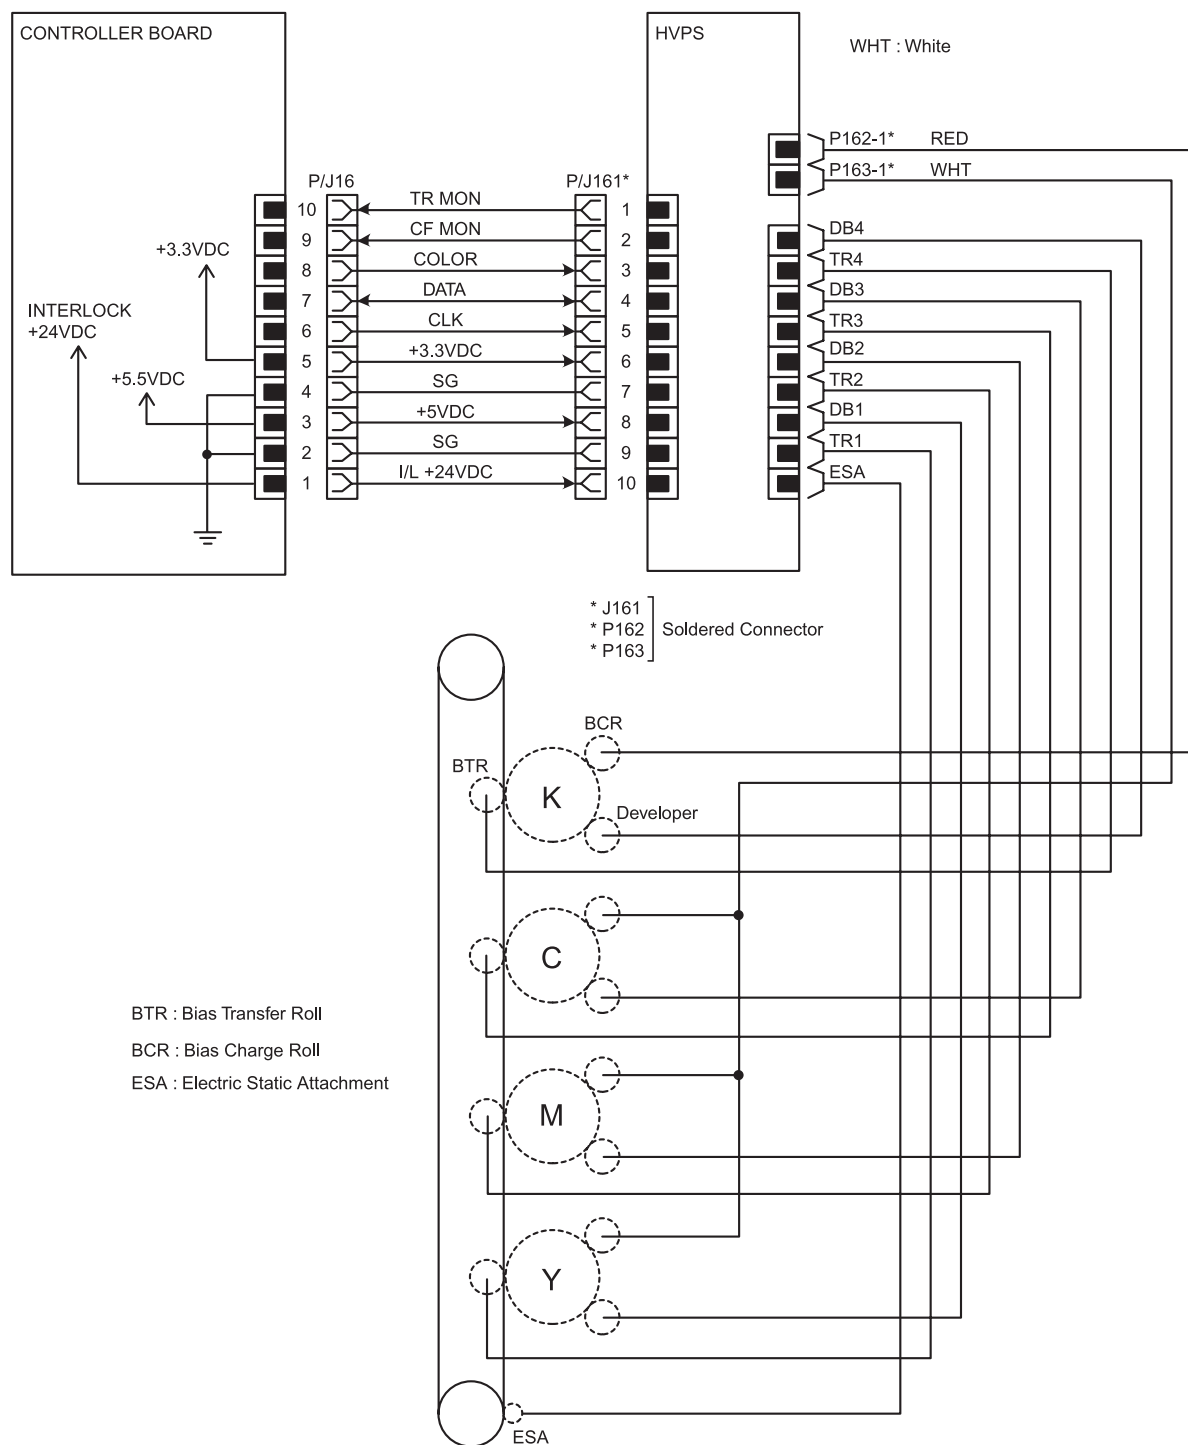 CONTROLLER BOARD
HVPS
WHT : White
P162-1* RED
P163-1* WHT
P/J16
P/J161*
10 TR MON 1
9 CF MON 2
8 COLOR 3
7 DATA 4
6 CLK 5
5 +3.3VDC 6
4 SG 7
3 +5VDC 8
2 SG 9
1 I/L +24VDC 10
+3.3VDC
INTERLOCK
+24VDC
+5.5VDC
DB4
TR4
DB3
TR3
DB2
TR2
DB1
TR1
ESA
* J161
* P162
* P163
Soldered Connector
BCR
BTR
K
Developer
C
BTR : Bias Transfer Roll
BCR : Bias Charge Roll
ESA : Electric Static Attachment
M
Y
ESA